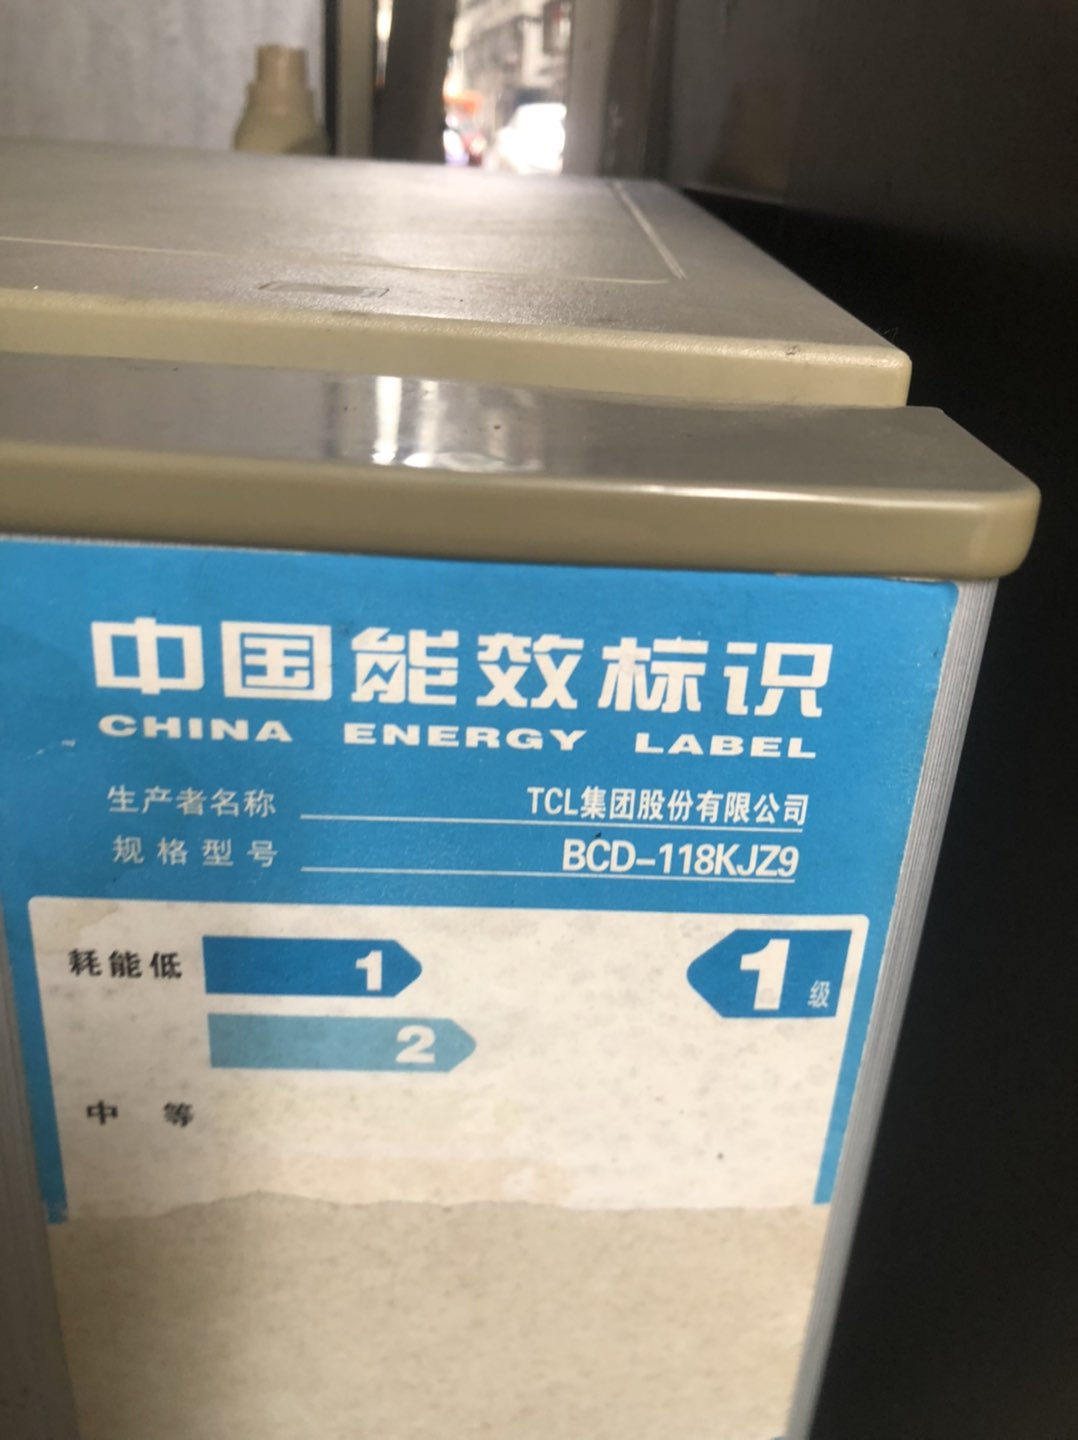 中国能效标识
CHINA ENERGY LABEL
生产者名称 TCL集团股份有限公司
规格型号 BCD-118KJZ9
耗能低 1 1级
2
中等